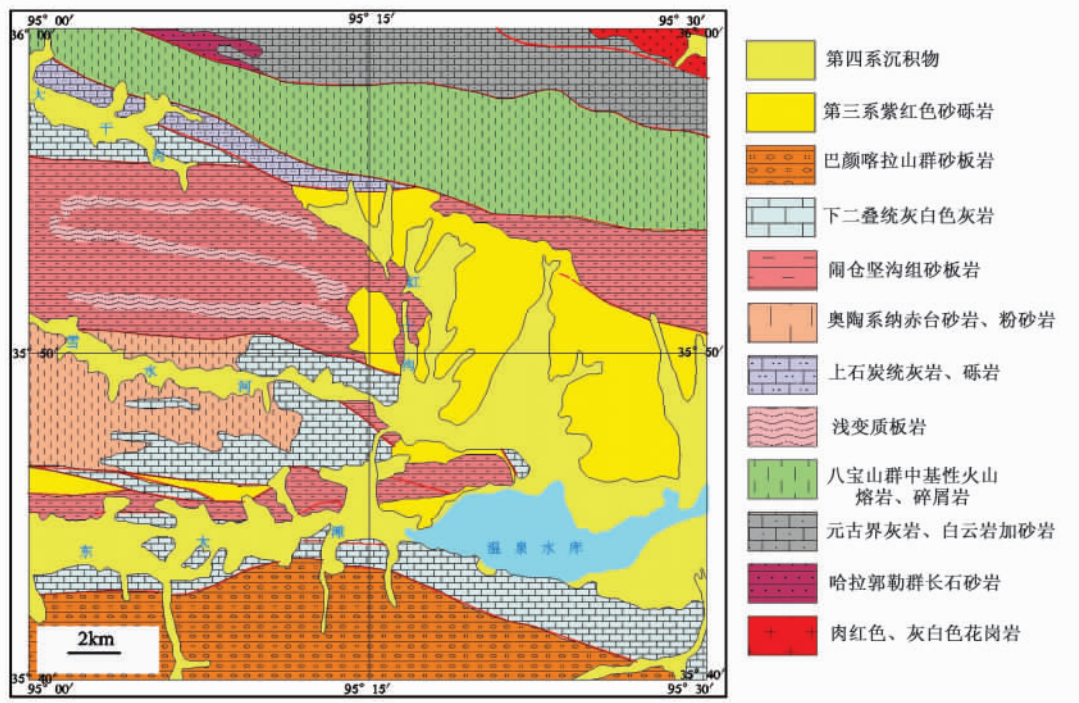 95° 00′
95° 15′
95° 30′
36° 00′
36° 00′
大
干
沟
红
沟
雪
水
河
35° 50′
35° 50′
东
大
滩
温泉水库
2km
35° 40′
35° 40′
95° 00′
95° 15′
95° 30′
第四系沉积物
第三系紫红色砂砾岩
巴颜喀拉山群砂板岩
下二叠统灰白色灰岩
闹仓坚沟组砂板岩
奥陶系纳赤台砂岩、粉砂岩
上石炭统灰岩、砾岩
浅变质板岩
八宝山群中基性火山
熔岩、碎屑岩
元古界灰岩、白云岩加砂岩
哈拉郭勒群长石砂岩
肉红色、灰白色花岗岩